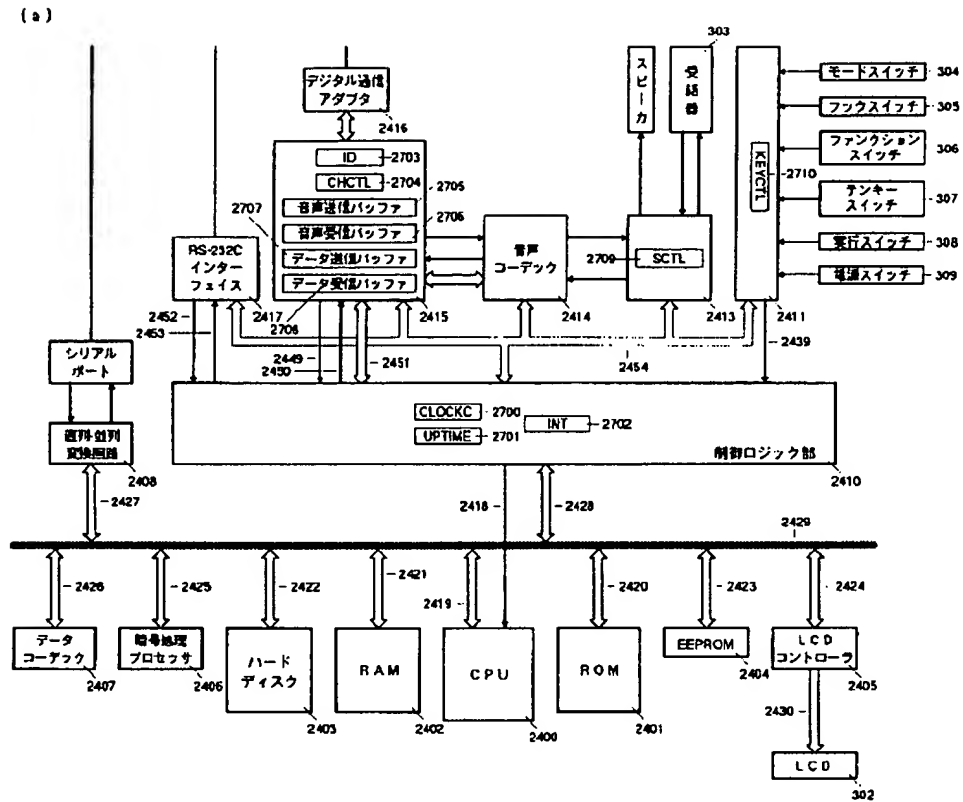 (a)
303
スピーカ
受話器
モードスイッチ
304
デジタル通信
アダプタ
2416
フックスイッチ
305
ファンクション
スイッチ
306
ID
2703
CHCTL
2704
2705
KEYCTL
2710
テンキー
スイッチ
307
2707
音声送信バッファ
2706
音声受信バッファ
RS-232C
インター
フェイス
データ送信バッファ
データ受信バッファ
音声
コーデック
2709
SCTL
実行スイッチ
308
電源スイッチ
309
2417
2708
2415
2414
2413
2411
2452
2453
2449
2450
2451
2454
2439
シリアル
ポート
CLOCKC
2700
INT
2702
UPTIME
2701
直列-並列
変換回路
2408
制御ロジック部
2410
2427
2418
2428
2429
2426
2425
2422
2421
2419
2420
2423
2424
データ
コーデック
2407
暗号処理
プロセッサ
2406
ハード
ディスク
2403
RAM
2402
CPU
2400
ROM
2401
EEPROM
2404
LCD
コントローラ
2405
2430
LCD
302